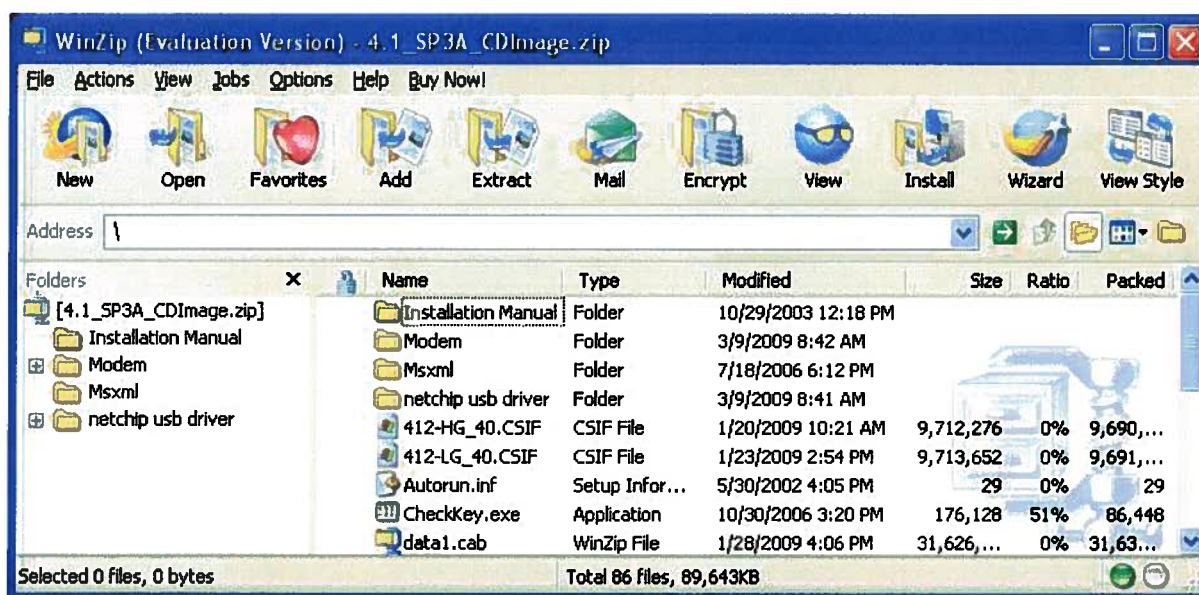 WinZip (Evaluation Version) - 4.1_SP3A_CDImage.zip
File Actions View Jobs Options Help Buy Now!
New Open Favorites Add Extract Mail Encrypt View Install Wizard View Style
Address \
Folders Name Type Modified Size Ratio Packed
[4.1_SP3A_CDImage.zip]
Installation Manual
Modem
Msxml
netchip usb driver
Installation Manual Folder 10/29/2003 12:18 PM
Modem Folder 3/9/2009 8:42 AM
Msxml Folder 7/18/2006 6:12 PM
netchip usb driver Folder 3/9/2009 8:41 AM
412-HG_40.CSIF CSIF File 1/20/2009 10:21 AM 9,712,276 0% 9,690,...
412-LG_40.CSIF CSIF File 1/23/2009 2:54 PM 9,713,652 0% 9,691,...
Autorun.inf Setup Infor... 5/30/2002 4:05 PM 29 0% 29
CheckKey.exe Application 10/30/2006 3:20 PM 176,128 51% 86,448
data1.cab WinZip File 1/28/2009 4:06 PM 31,626,... 0% 31,63...
Selected 0 files, 0 bytes Total 86 files, 89,643KB